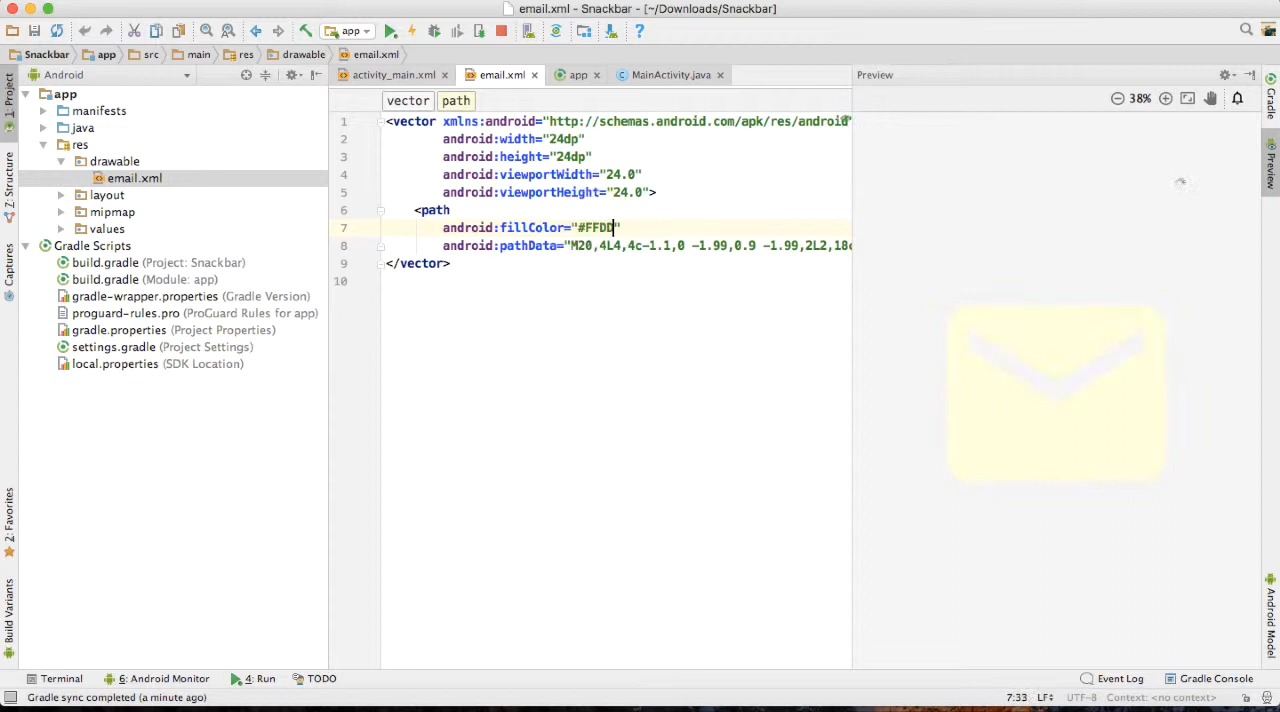 email.xml - Snackbar - [~/Downloads/Snackbar]
app
Snackbar app src main res drawable email.xml
Android
activity_main.xml email.xml app MainActivity.java Preview
vector path 38%
1: Project
Z: Structure
Captures
2: Favorites
Build Variants
app
manifests
java
res
drawable
email.xml
layout
mipmap
values
Gradle Scripts
build.gradle (Project: Snackbar)
build.gradle (Module: app)
gradle-wrapper.properties (Gradle Version)
proguard-rules.pro (ProGuard Rules for app)
gradle.properties (Project Properties)
settings.gradle (Project Settings)
local.properties (SDK Location)
1 <vector xmlns:android="http://schemas.android.com/apk/res/android"
2 android:width="24dp"
3 android:height="24dp"
4 android:viewportWidth="24.0"
5 android:viewportHeight="24.0">
6 <path
7 android:fillColor="#FFDD"
8 android:pathData="M20,4L4,4c-1.1,0 -1.99,0.9 -1.99,2L2,18c
9 </vector>
10
Gradle
Preview
Android Model
Terminal 6: Android Monitor 4: Run TODO Event Log Gradle Console
Gradle sync completed (a minute ago) 7:33 LF UTF-8 Context: <no context>